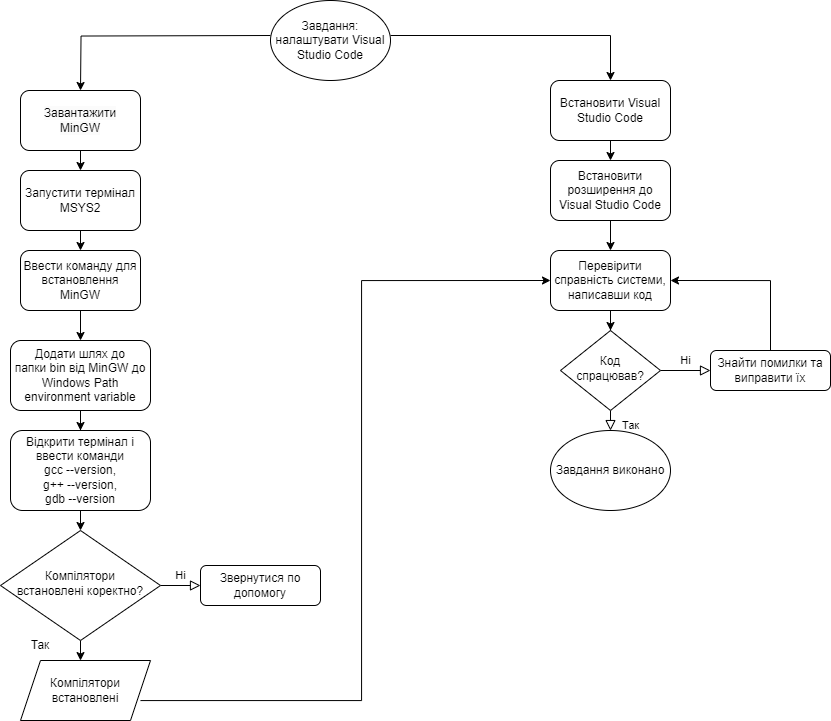 Завдання:
налаштувати Visual
Studio Code
Завантажити
MinGW
Запустити термінал
MSYS2
Ввести команду для
встановлення
MinGW
Додати шлях до
папки bin від MinGW до
Windows Path
environment variable
Відкрити термінал і
ввести команди
gcc --version,
g++ --version,
gdb --version
Компілятори
встановлені коректно?
Ні
Звернутися по
допомогу
Так
Компілятори
встановлені
Встановити Visual
Studio Code
Встановити
розширення до
Visual Studio Code
Перевірити
справність системи,
написавши код
Код
спрацював?
Ні
Знайти помилки та
виправити їх
Так
Завдання виконано